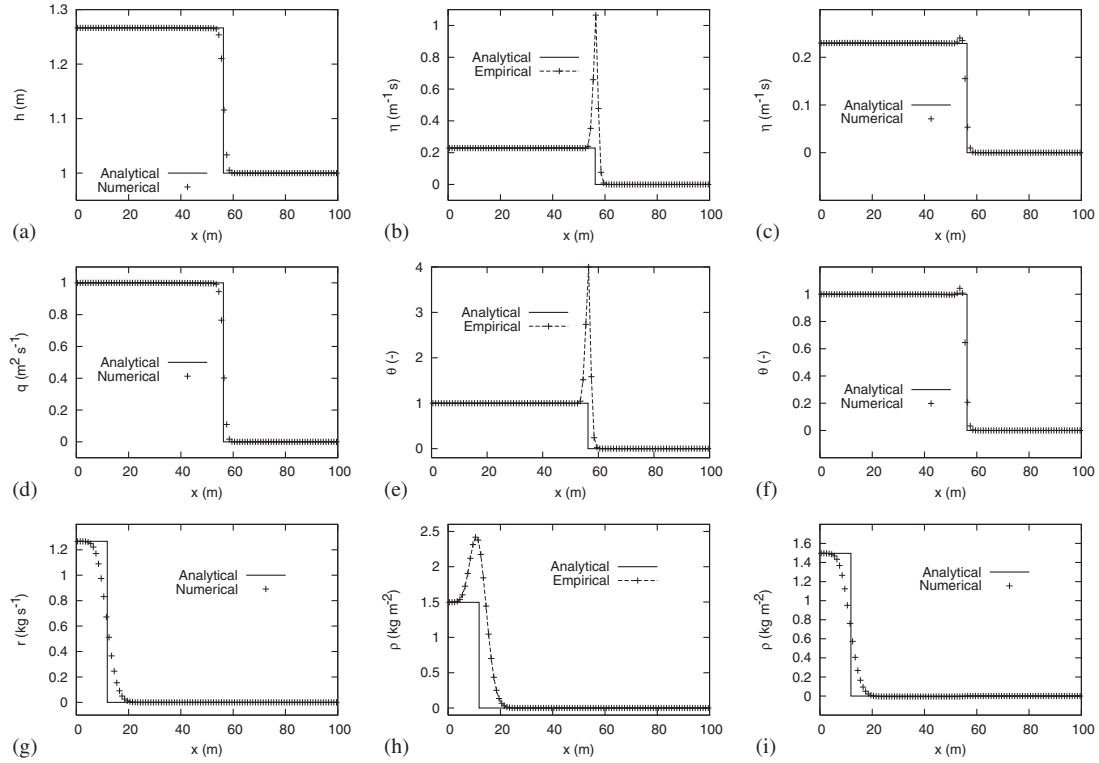 1.3
1.2
1.1
1
0 20 40 60 80 100
h (m)
x (m)
Analytical
Numerical
(a)
1
0.8
0.6
0.4
0.2
0
0 20 40 60 80 100
η (m-1 s)
x (m)
Analytical
Empirical
(b)
0.2
0.1
0
0 20 40 60 80 100
η (m-1 s)
x (m)
Analytical
Numerical
(c)
1
0.8
0.6
0.4
0.2
0
0 20 40 60 80 100
q (m2 s-1)
x (m)
Analytical
Numerical
(d)
4
3
2
1
0
0 20 40 60 80 100
θ (-)
x (m)
Analytical
Empirical
(e)
1
0.8
0.6
0.4
0.2
0
0 20 40 60 80 100
θ (-)
x (m)
Analytical
Numerical
(f)
1.2
1
0.8
0.6
0.4
0.2
0
0 20 40 60 80 100
r (kg s-1)
x (m)
Analytical
Numerical
(g)
2.5
2
1.5
1
0.5
0
0 20 40 60 80 100
ρ (kg m-2)
x (m)
Analytical
Empirical
(h)
1.6
1.4
1.2
1
0.8
0.6
0.4
0.2
0
0 20 40 60 80 100
ρ (kg m-2)
x (m)
Analytical
Numerical
(i)